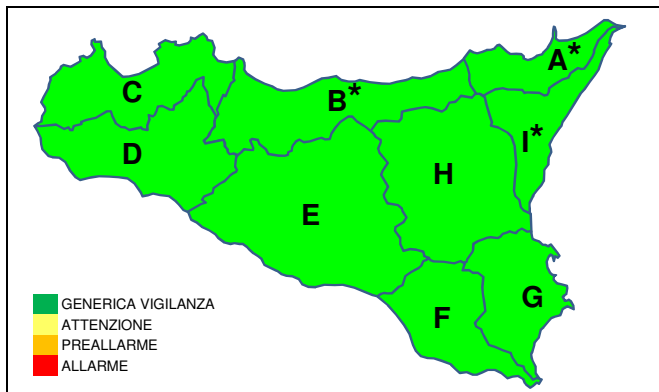 A*
C
B*
I*
D
H
E
G
F
GENERICA VIGILANZA
ATTENZIONE
PREALLARME
ALLARME